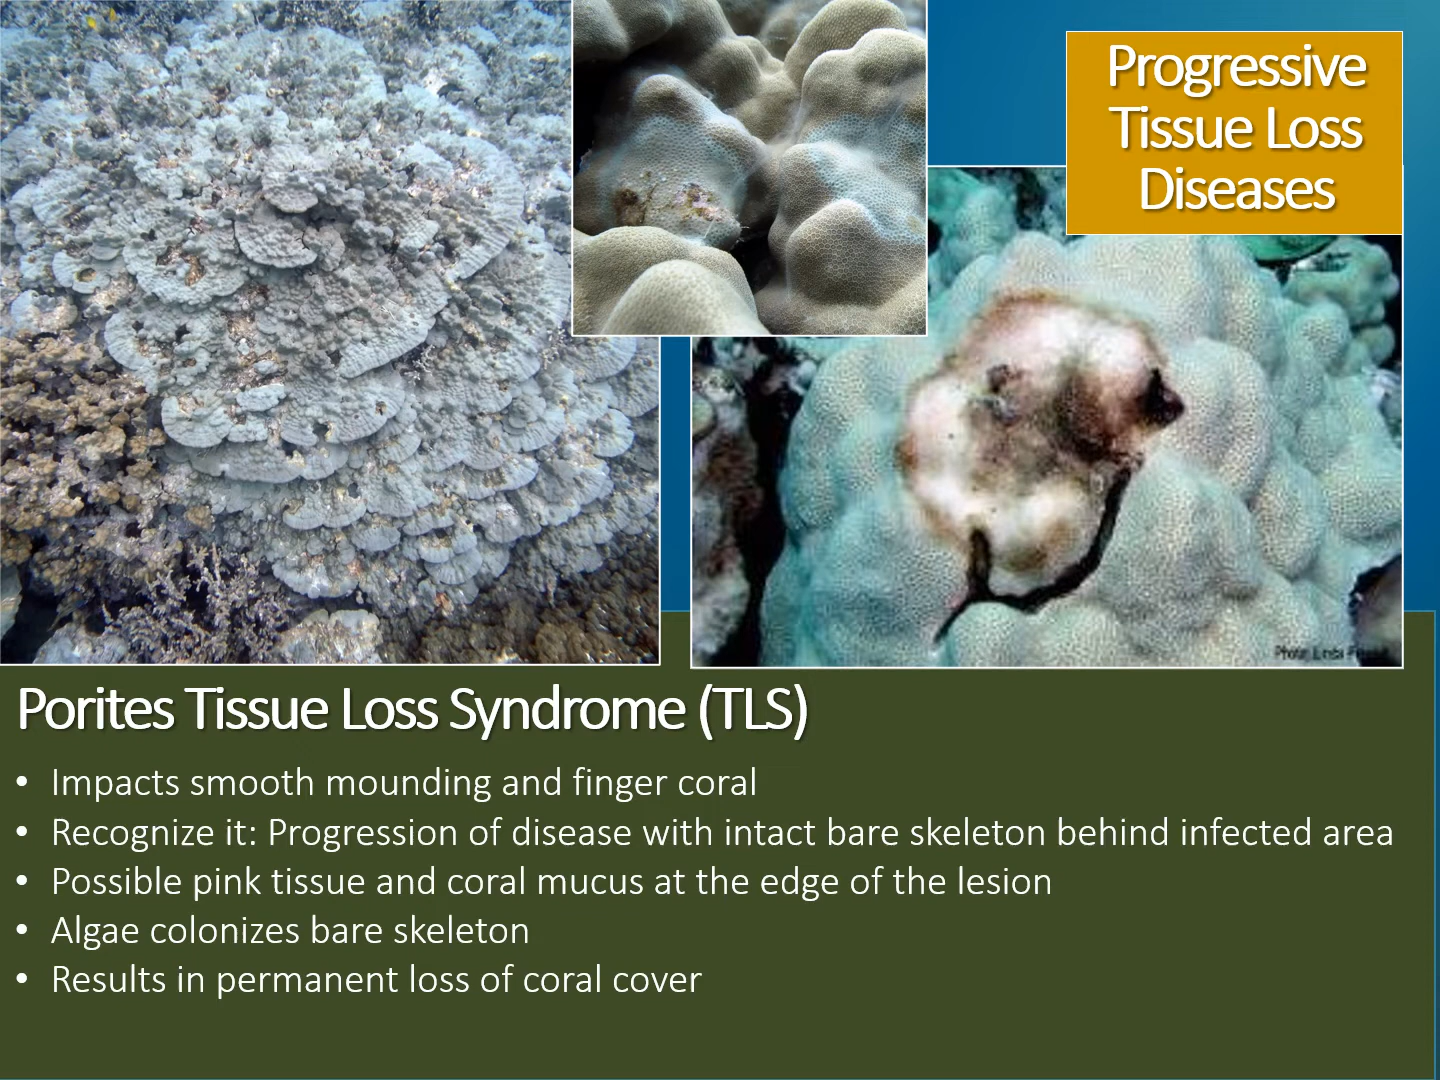 Progressive
Tissue Loss
Diseases
Porites Tissue Loss Syndrome (TLS)
• Impacts smooth mounding and finger coral
• Recognize it: Progression of disease with intact bare skeleton behind infected area
• Possible pink tissue and coral mucus at the edge of the lesion
• Algae colonizes bare skeleton
• Results in permanent loss of coral cover